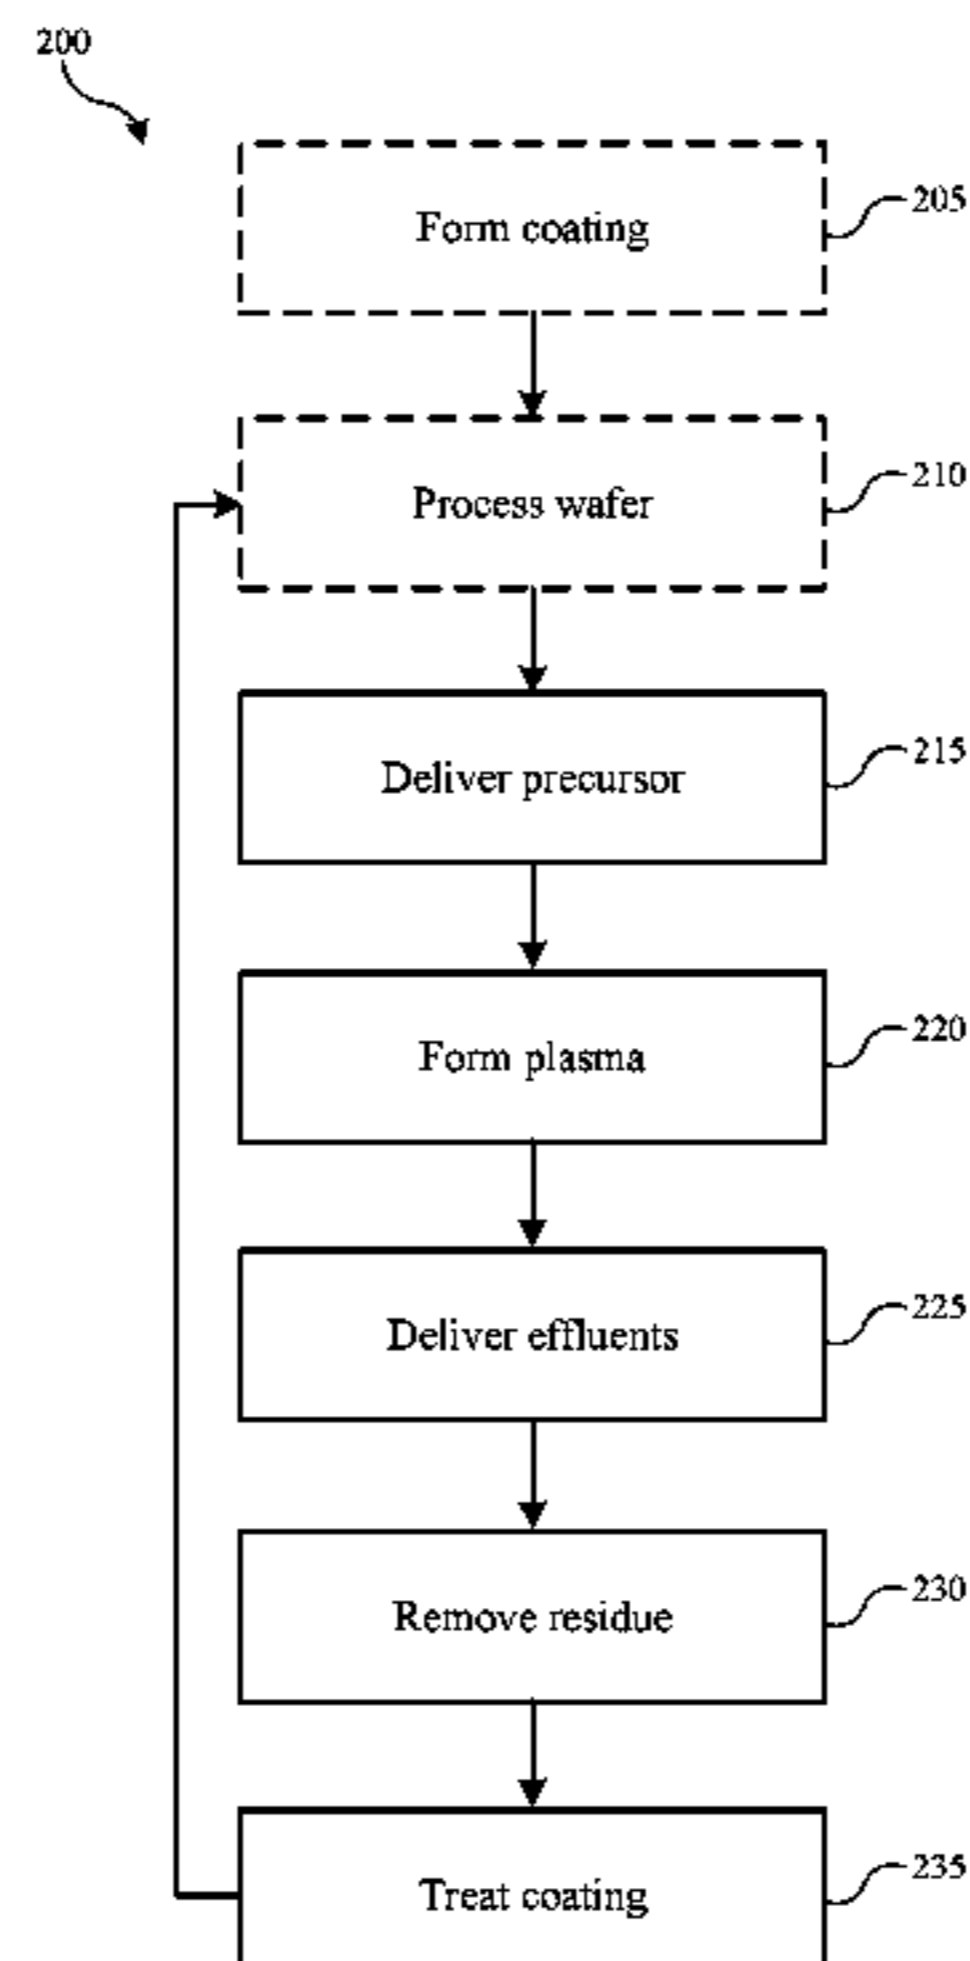 200
Form coating
205
Process wafer
210
Deliver precursor
215
Form plasma
220
Deliver effluents
225
Remove residue
230
Treat coating
235